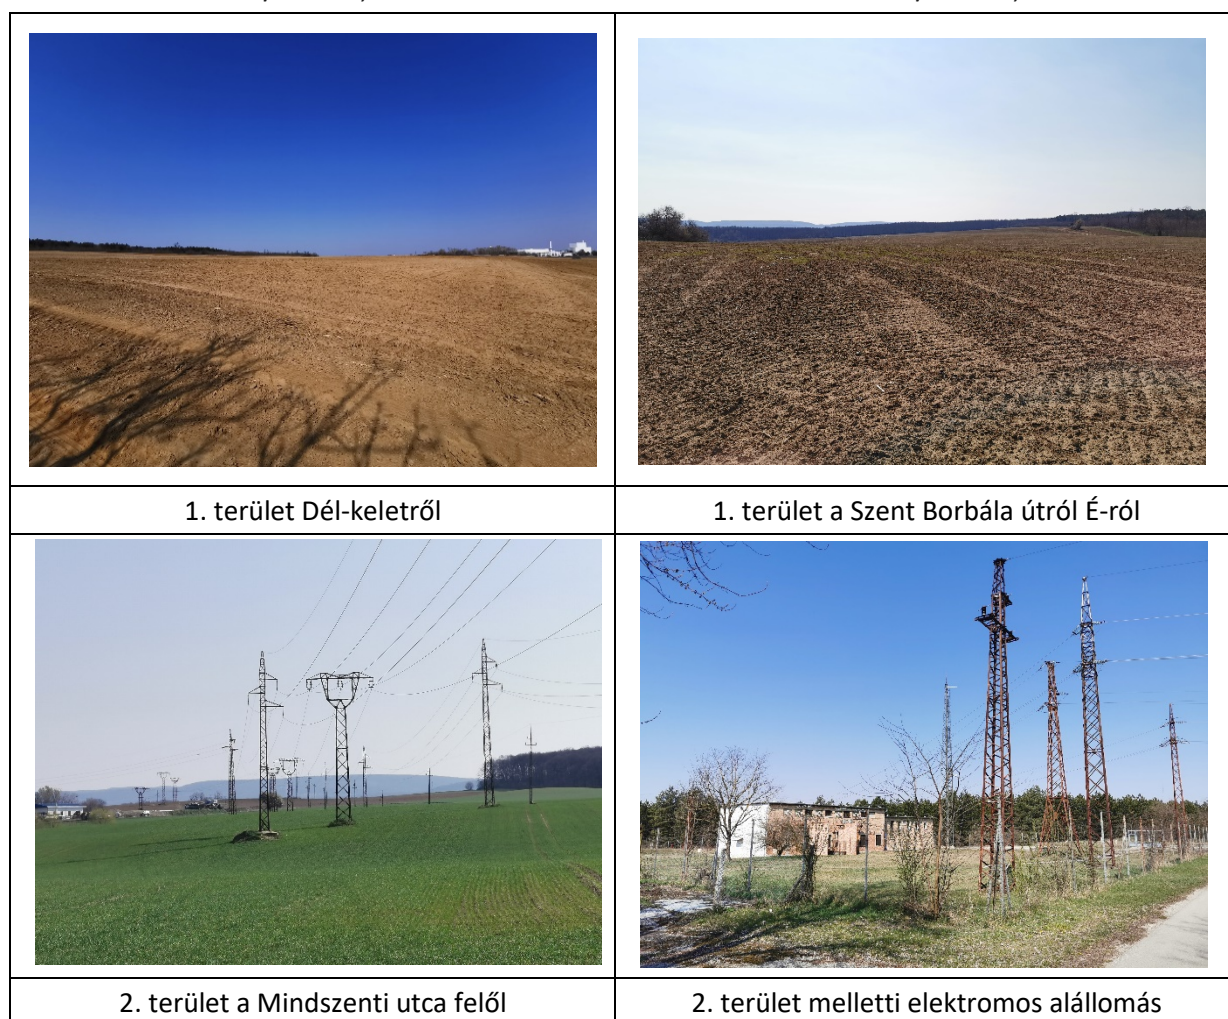 1. terület Dél-keletről
1. terület a Szent Borbála útról É-ról
2. terület a Mindszenti utca felől
2. terület melletti elektromos alállomás